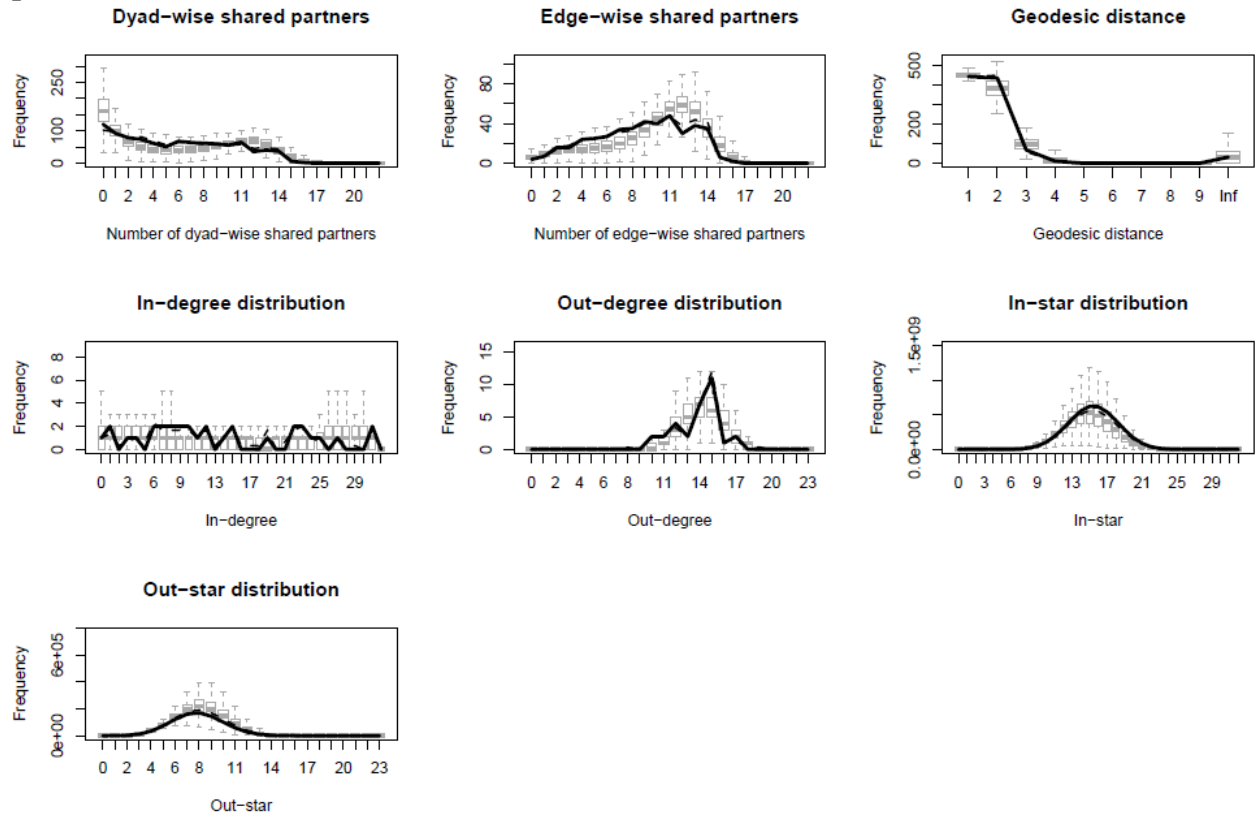 Dyad−wise shared partners
Edge−wise shared partners
Geodesic distance
Frequency
0 100 250
0 2 4 6 8 11 14 17 20
Number of dyad−wise shared partners
Frequency
0 40 80
0 2 4 6 8 11 14 17 20
Number of edge−wise shared partners
Frequency
0 200 500
1 2 3 4 5 6 7 8 9 Inf
Geodesic distance
In−degree distribution
Out−degree distribution
In−star distribution
Frequency
0 2 4 6 8
0 3 6 9 13 17 21 25 29
In−degree
Frequency
0 5 10 15
0 2 4 6 8 11 14 17 20 23
Out−degree
Frequency
0.0e+00 1.5e+09
0 3 6 9 13 17 21 25 29
In−star
Out−star distribution
Frequency
0e+00 6e+05
0 2 4 6 8 11 14 17 20 23
Out−star